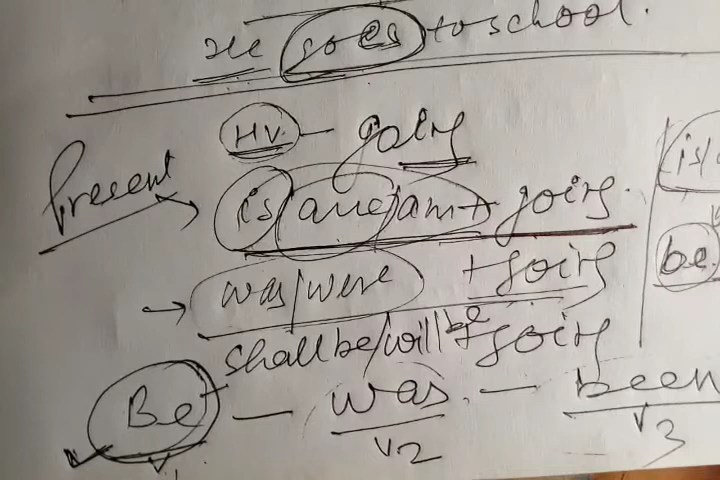 He goes to school.
HV. - going
Present → is/are/am + going.
→ was/were + going
shall be/will be + going
Be - was. - been
V1 V2 V3
is/
be.